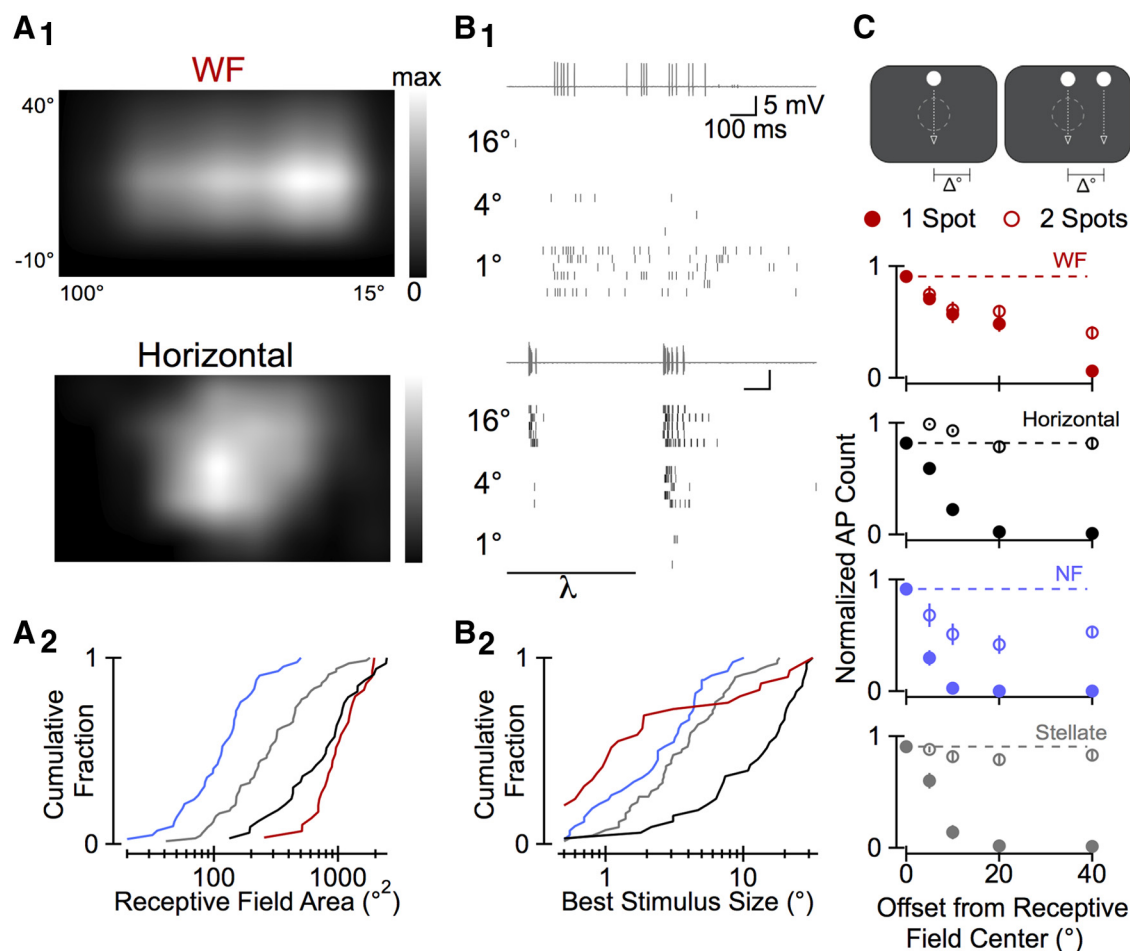 A1
WF
max
40°
-10°
0
100°
15°
Horizontal
A2
1
Cumulative
Fraction
0
100
1000
Receptive Field Area (°²)
B1
5 mV
100 ms
16°
4°
1°
16°
4°
1°
λ
B2
1
Cumulative
Fraction
0
1
10
Best Stimulus Size (°)
C
Δ°
Δ°
1 Spot
2 Spots
Normalized AP Count
WF
1
0
Horizontal
1
0
NF
1
0
Stellate
1
0
0
20
40
Offset from Receptive
Field Center (°)